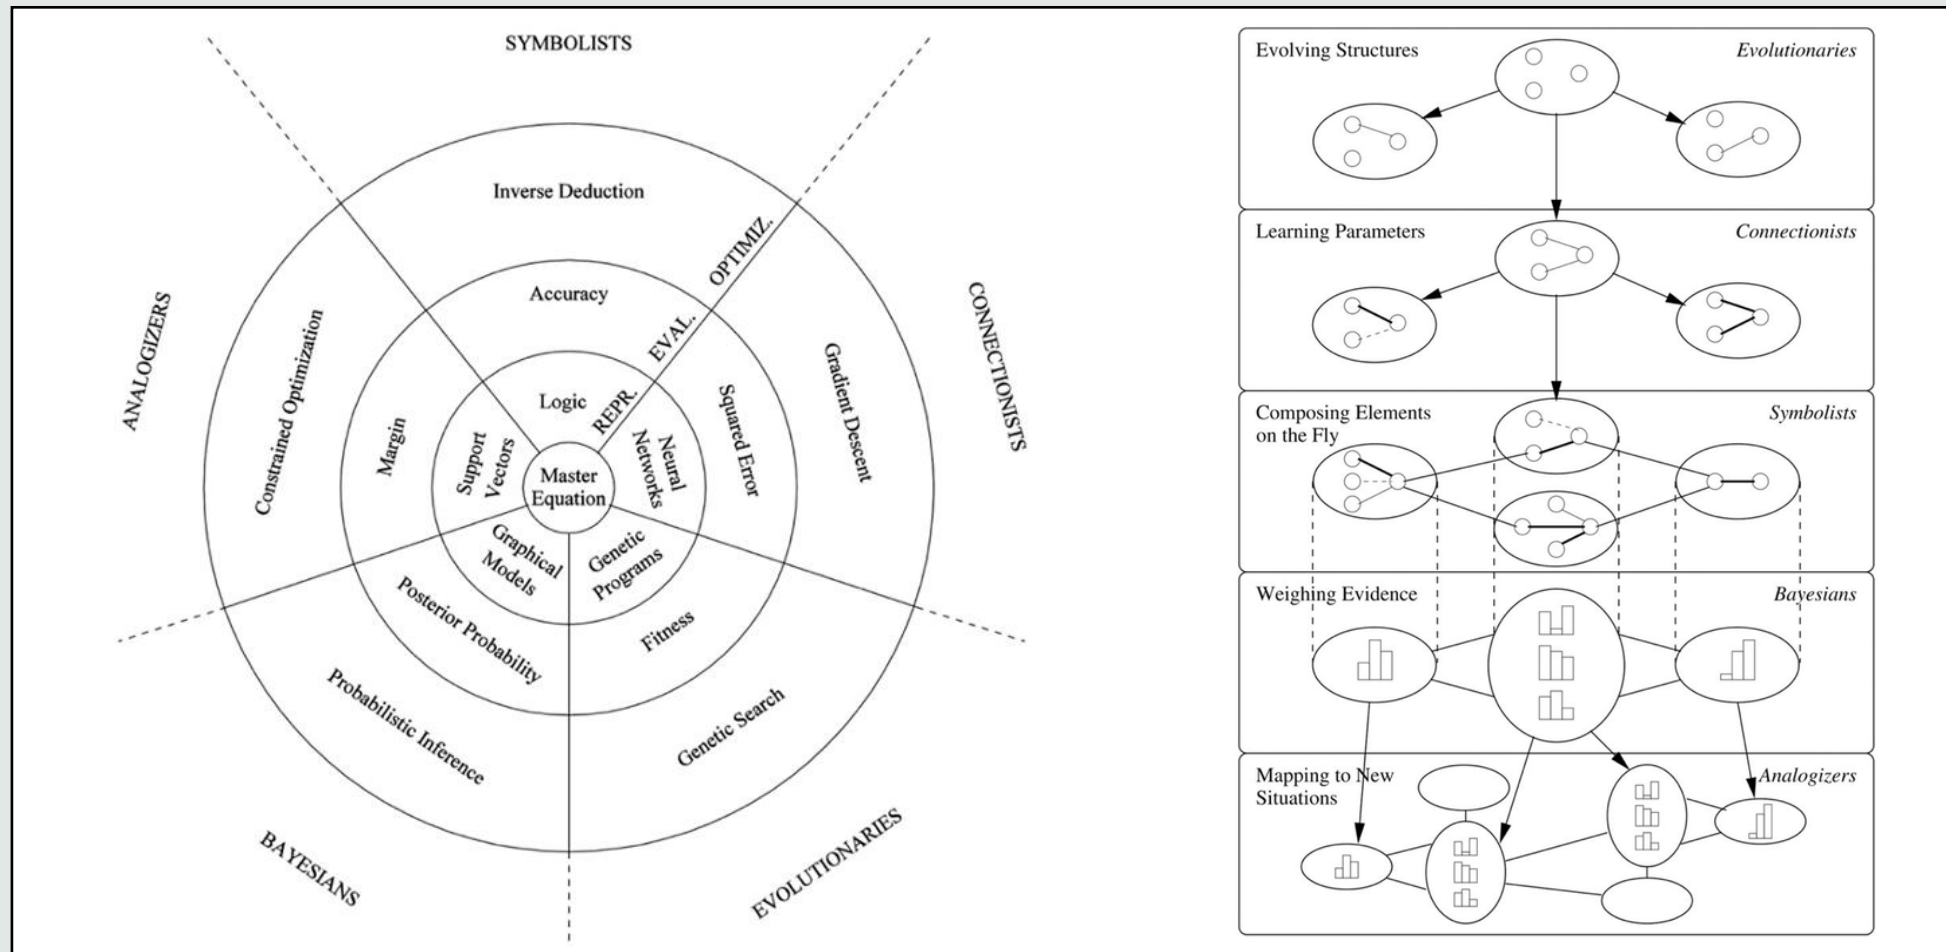 SYMBOLISTS
Inverse Deduction
OPTIMIZ.
Accuracy
EVAL.
Logic
REPR.
ANALOGIZERS
Constrained Optimization
Margin
Support
Vectors
Master
Equation
Neural
Networks
Squared Error
Gradient Descent
CONNECTIONISTS
Graphical
Models
Genetic
Programs
Posterior Probability
Fitness
Probabilistic Inference
Genetic Search
BAYESIANS
EVOLUTIONARIES
Evolving Structures
Evolutionaries
Learning Parameters
Connectionists
Composing Elements
on the Fly
Symbolists
Weighing Evidence
Bayesians
Mapping to New
Situations
Analogizers